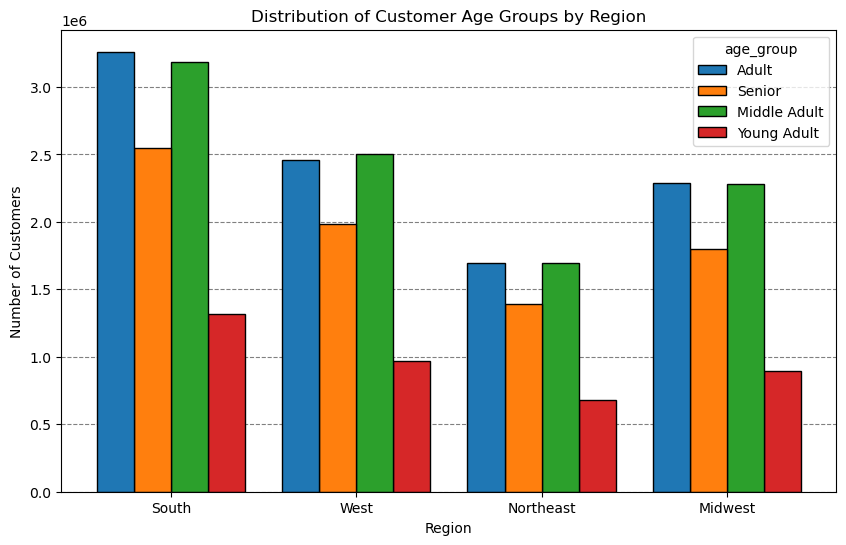 Distribution of Customer Age Groups by Region
1e6
age_group
Adult
Senior
Middle Adult
Young Adult
3.0
2.5
2.0
1.5
1.0
0.5
0.0
Number of Customers
South West Northeast Midwest
Region